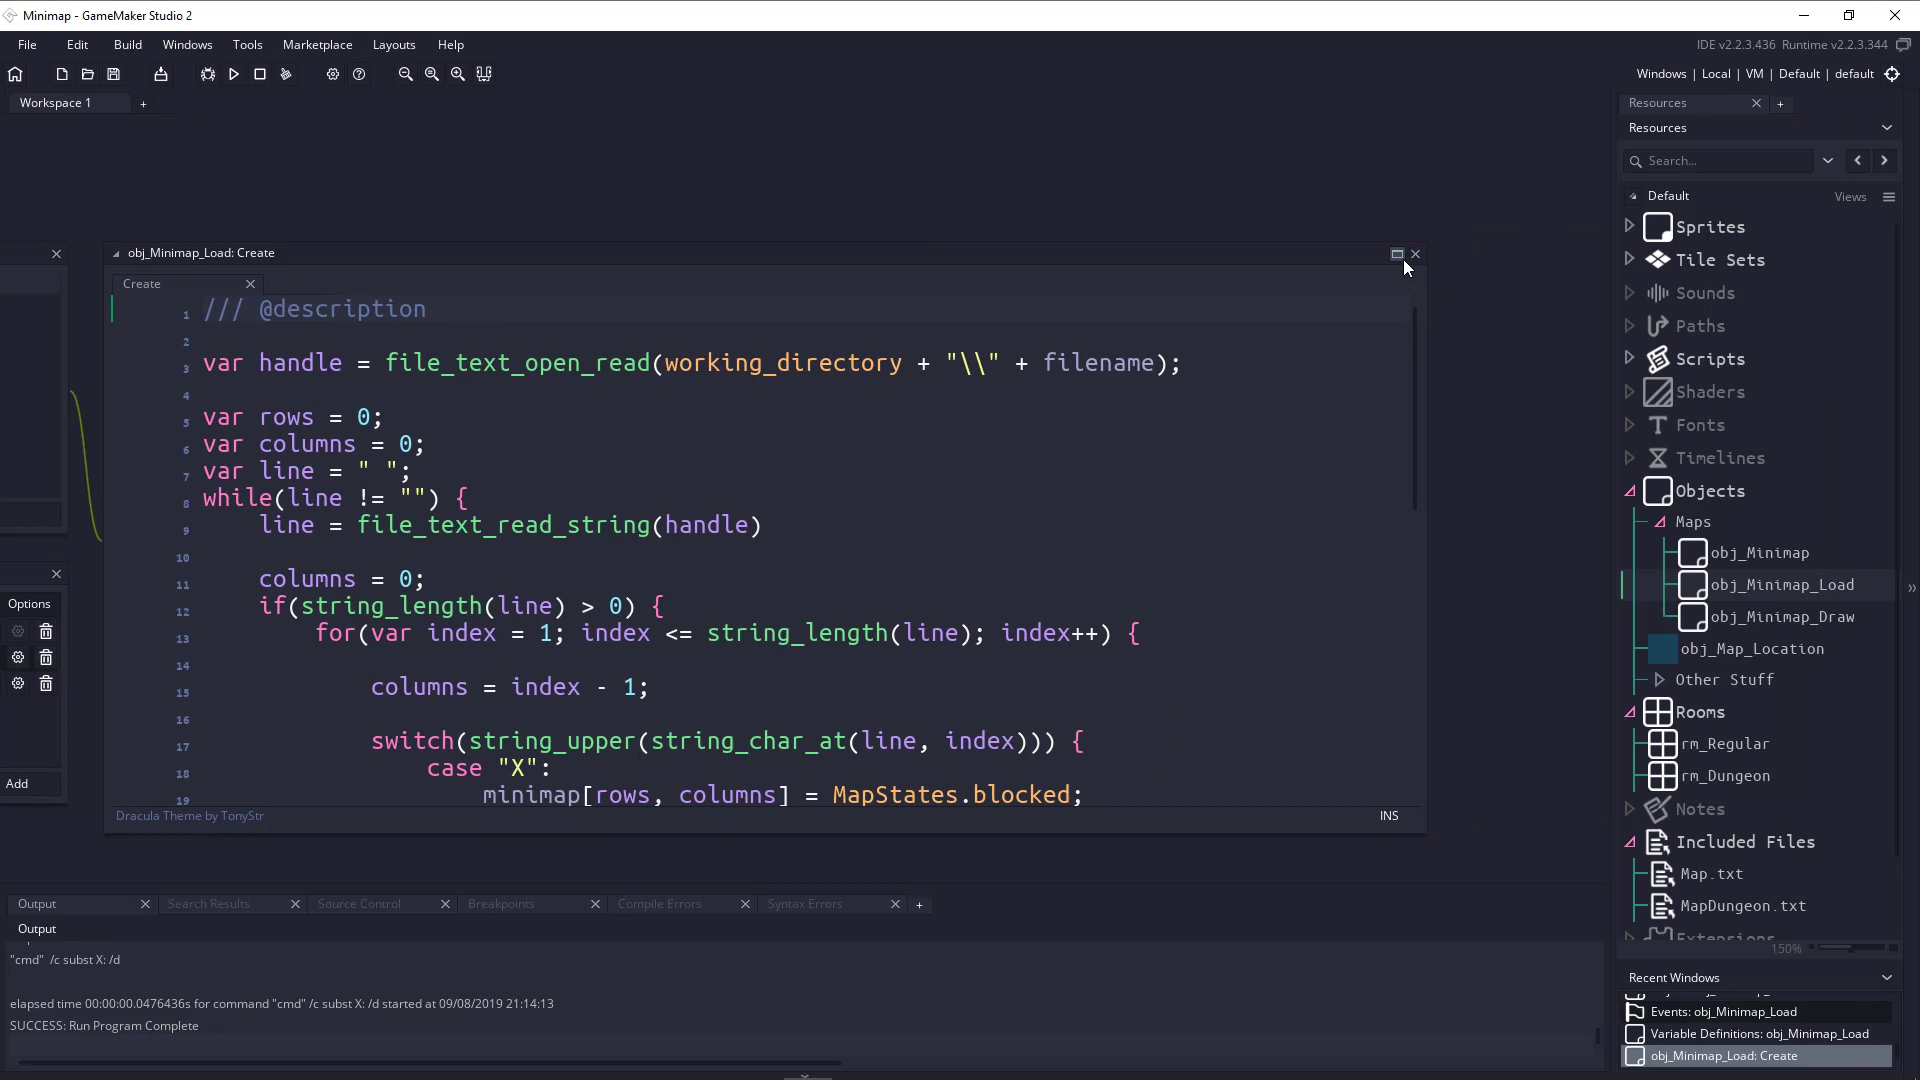 Minimap - GameMaker Studio 2
File Edit Build Windows Tools Marketplace Layouts Help
IDE v2.2.3.436 Runtime v2.2.3.344
Windows | Local | VM | Default | default
Workspace 1
+
Resources
+
Resources
Search...
Default
Views
Sprites
Tile Sets
Sounds
Paths
Scripts
Shaders
Fonts
Timelines
Objects
Maps
obj_Minimap
obj_Minimap_Load
obj_Minimap_Draw
obj_Map_Location
Other Stuff
Rooms
rm_Regular
rm_Dungeon
Notes
Included Files
Map.txt
MapDungeon.txt
Extensions
150%
Recent Windows
Events: obj_Minimap_Load
Variable Definitions: obj_Minimap_Load
obj_Minimap_Load: Create
Options
Add
obj_Minimap_Load: Create
Create
1 /// @description
2
3 var handle = file_text_open_read(working_directory + "\\" + filename);
4
5 var rows = 0;
6 var columns = 0;
7 var line = " ";
8 while(line != "") {
9 line = file_text_read_string(handle)
10
11 columns = 0;
12 if(string_length(line) > 0) {
13 for(var index = 1; index <= string_length(line); index++) {
14
15 columns = index - 1;
16
17 switch(string_upper(string_char_at(line, index))) {
18 case "X":
19 minimap[rows, columns] = MapStates.blocked;
Dracula Theme by TonyStr
INS
Output Search Results Source Control Breakpoints Compile Errors Syntax Errors +
Output
"cmd" /c subst X: /d
elapsed time 00:00:00.0476436s for command "cmd" /c subst X: /d started at 09/08/2019 21:14:13
SUCCESS: Run Program Complete